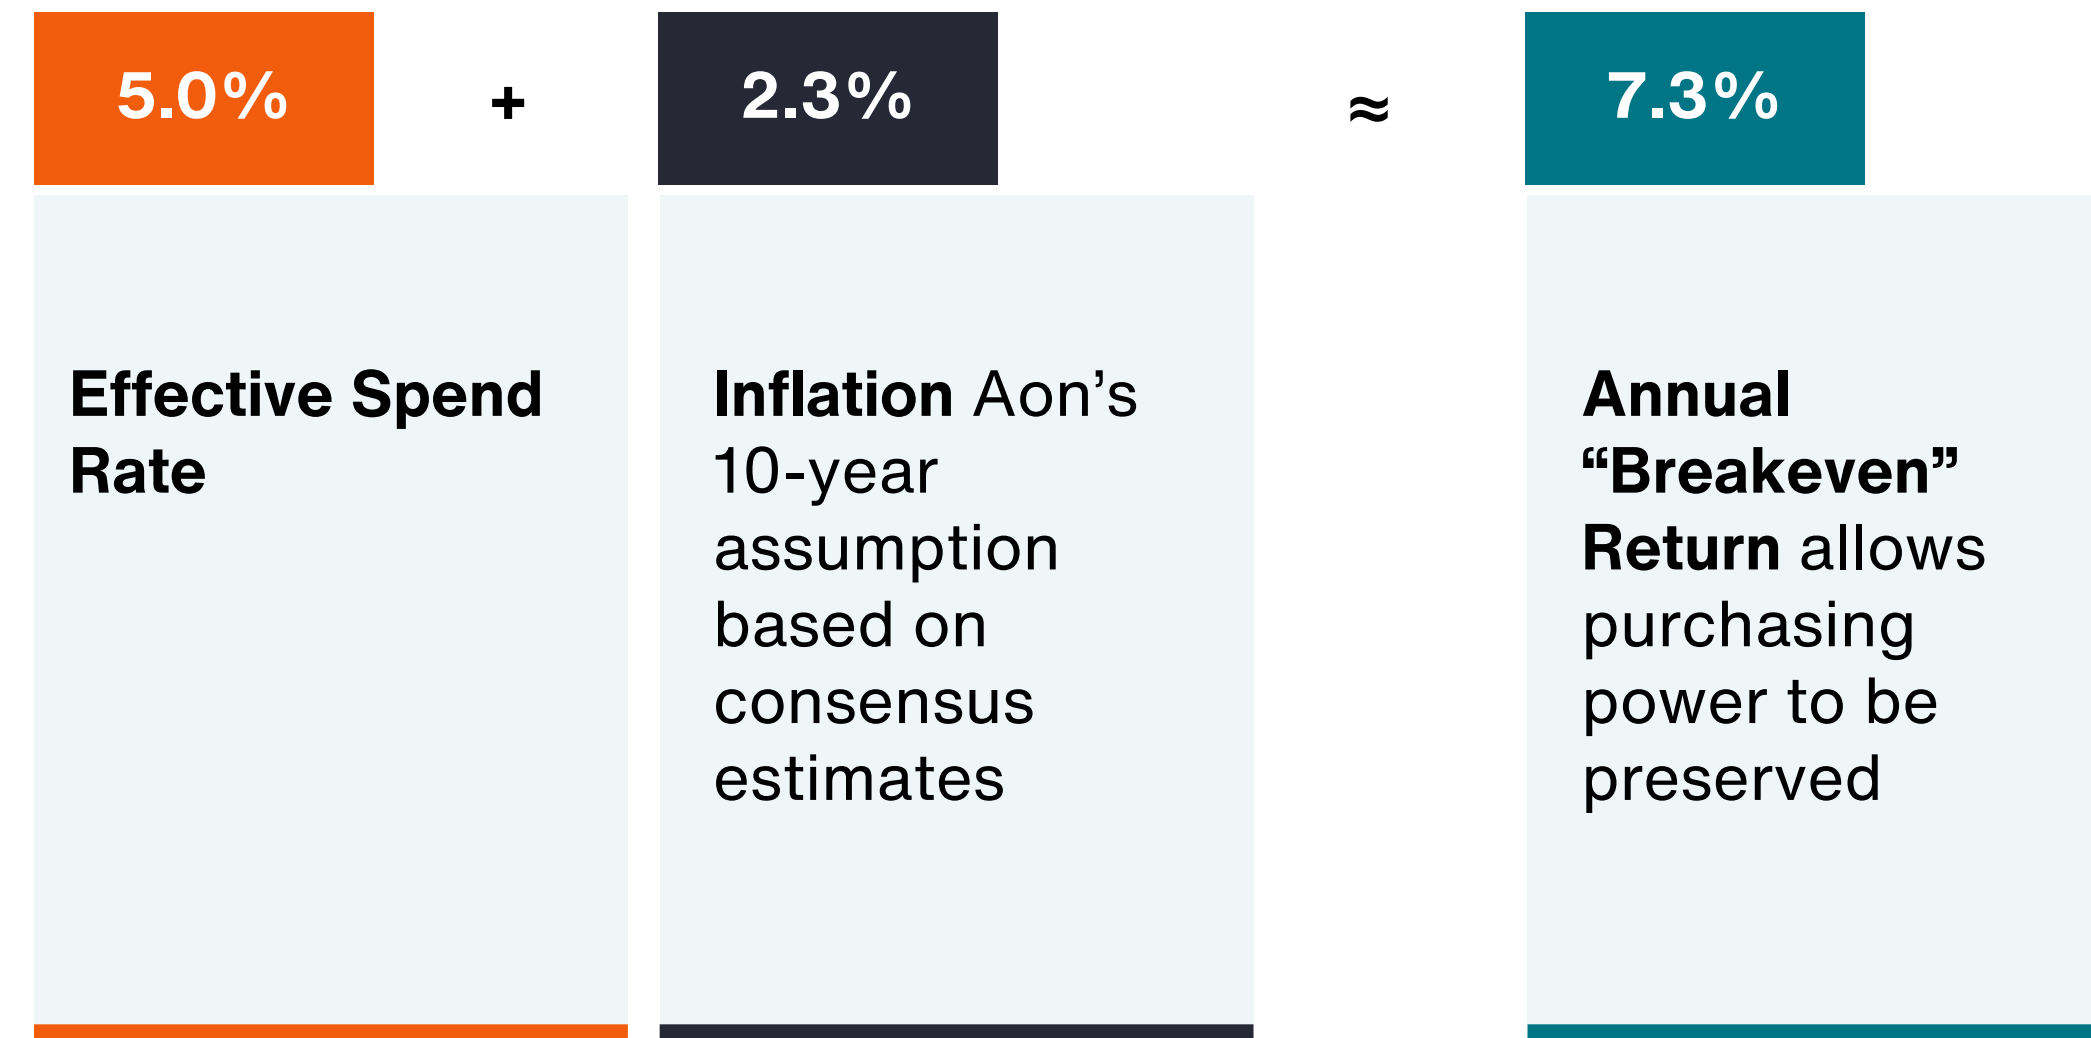 5.0%
+
2.3%
≈
7.3%
Effective Spend
Rate
Inflation Aon’s
10-year
assumption
based on
consensus
estimates
Annual
“Breakeven”
Return allows
purchasing
power to be
preserved